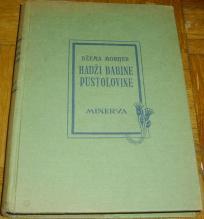 DŽEMS MORIJER
HADŽI BABINE
PUSTOLOVINE
MINERVA